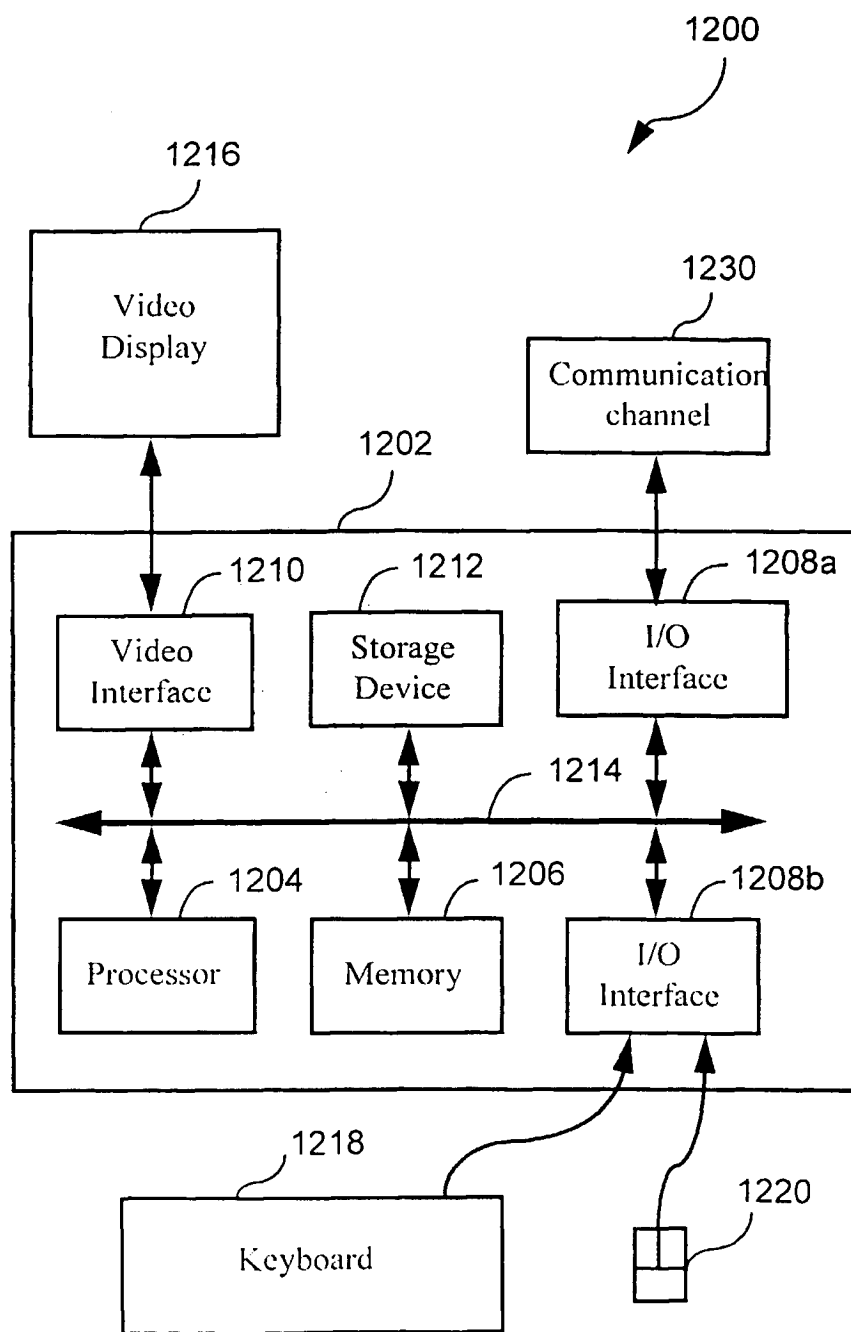 1200
1216
Video
Display
1230
Communication
channel
1202
1210
Video
Interface
1212
Storage
Device
1208a
I/O
Interface
1214
1204
Processor
1206
Memory
1208b
I/O
Interface
1218
Keyboard
1220